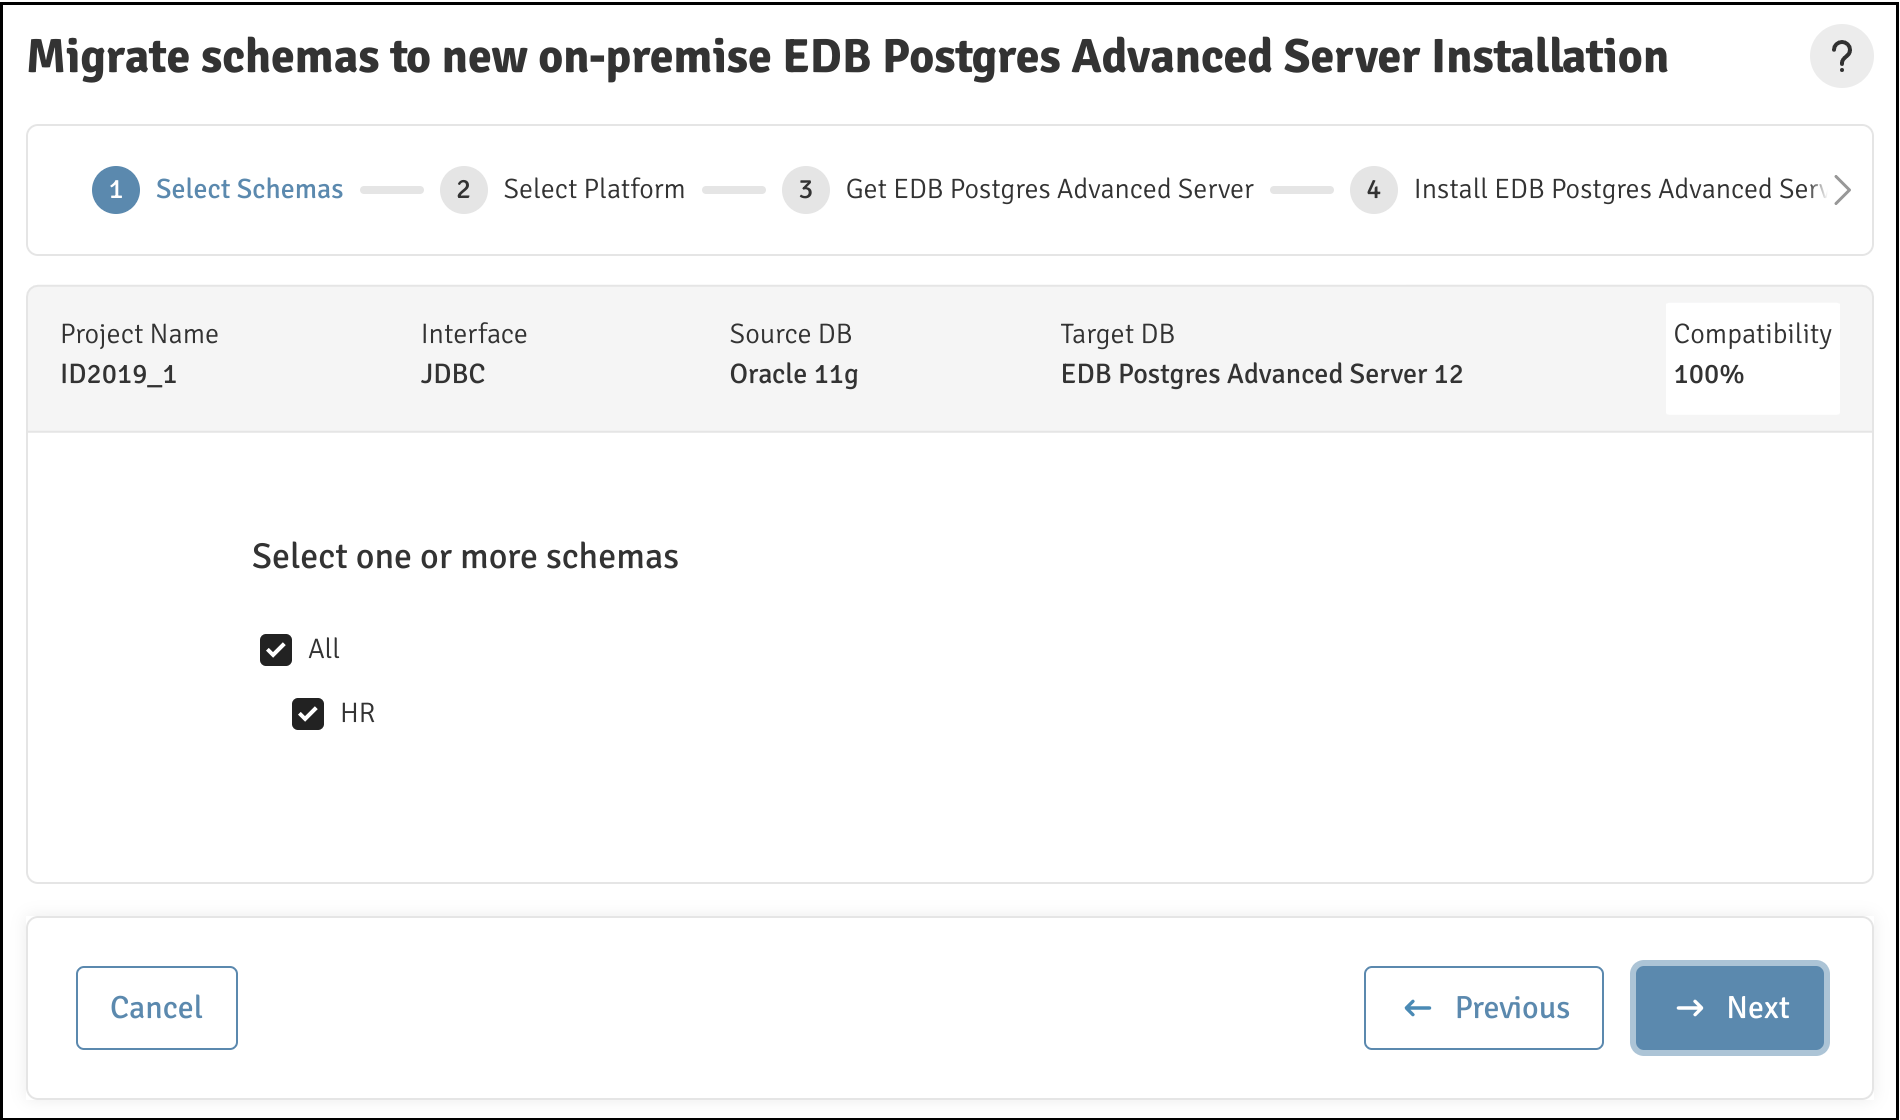 Migrate schemas to new on-premise EDB Postgres Advanced Server Installation
?
1 Select Schemas 2 Select Platform 3 Get EDB Postgres Advanced Server 4 Install EDB Postgres Advanced Serv
Project Name Interface Source DB Target DB Compatibility
ID2019_1 JDBC Oracle 11g EDB Postgres Advanced Server 12 100%
Select one or more schemas
All
HR
Cancel Previous Next